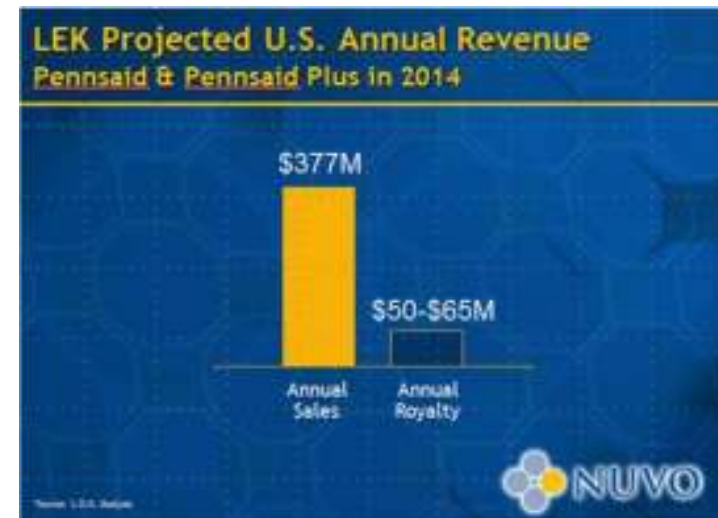 LEK Projected U.S. Annual Revenue
Pennsaid & Pennsaid Plus in 2014
$377M
$50-$65M
Annual
Sales
Annual
Royalty
NUVO